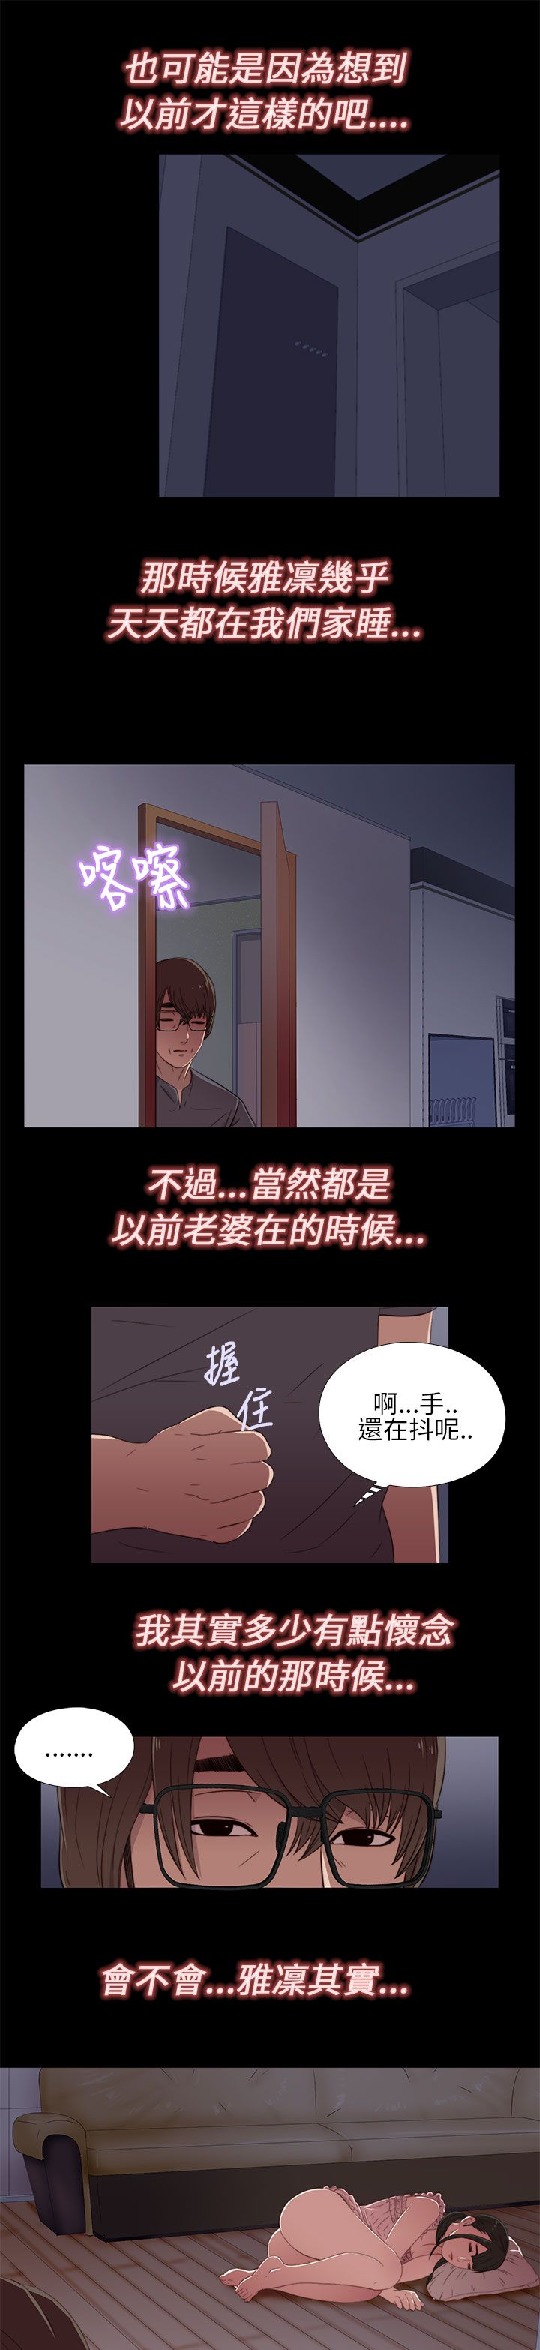 也可能是因為想到
以前才這樣的吧....
那時候雅凜幾乎
天天都在我們家睡...
喀嚓
不過...當然都是
以前老婆在的時候...
握
住
啊...手..
還在抖呢..
我其實多少有點懷念
以前的那時候...
.......
會不會...雅凜其實...